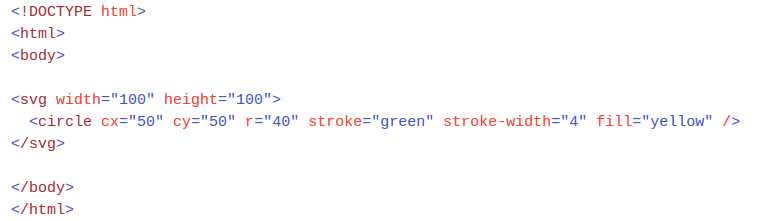 <!DOCTYPE html>
<html>
<body>
<svg width="100" height="100">
<circle cx="50" cy="50" r="40" stroke="green" stroke-width="4" fill="yellow" />
</svg>
</body>
</html>